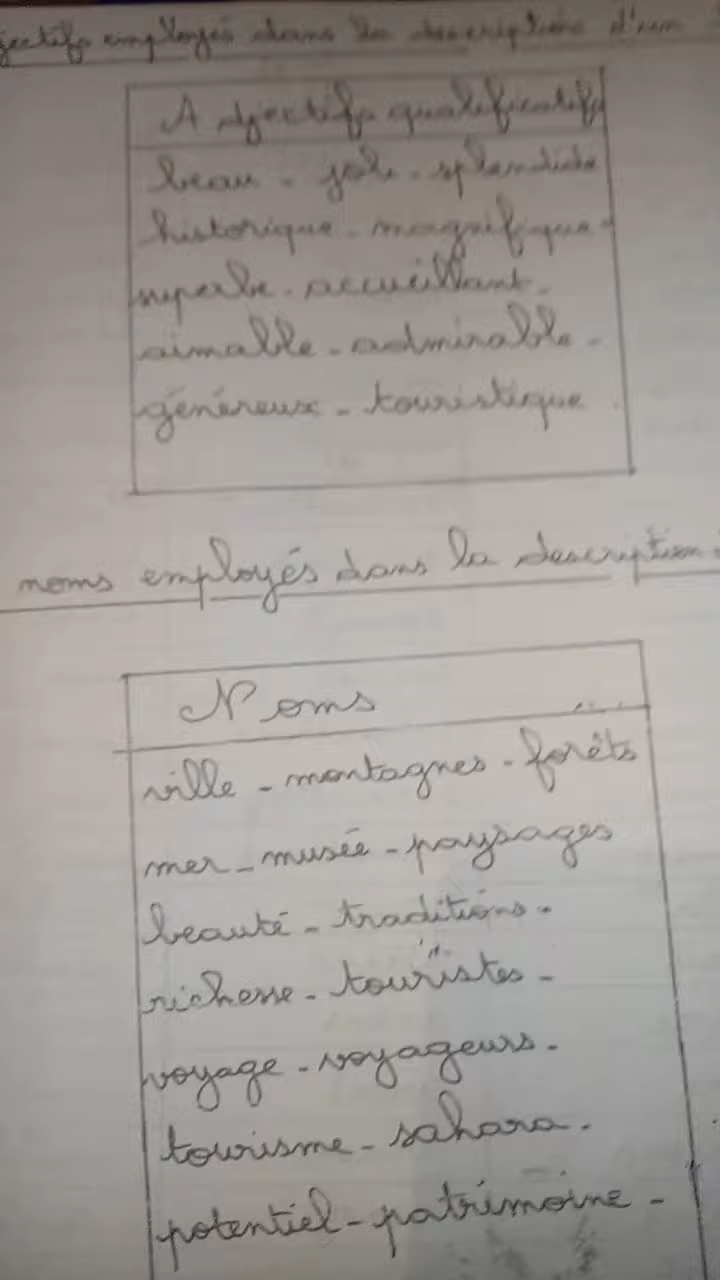 jectifs employés dans la description d'un
Adjectifs qualificatifs
beau - joli - splendide
historique - magnifique -
superbe - accueillant -
aimable - admirable -
généreux - touristique .
noms employés dans la description
Noms
ville - montagnes - forêts
mer - musée - paysages
beauté - traditions -
richesse - touristes -
voyage - voyageurs -
tourisme - sahara -
potentiel - patrimoine -